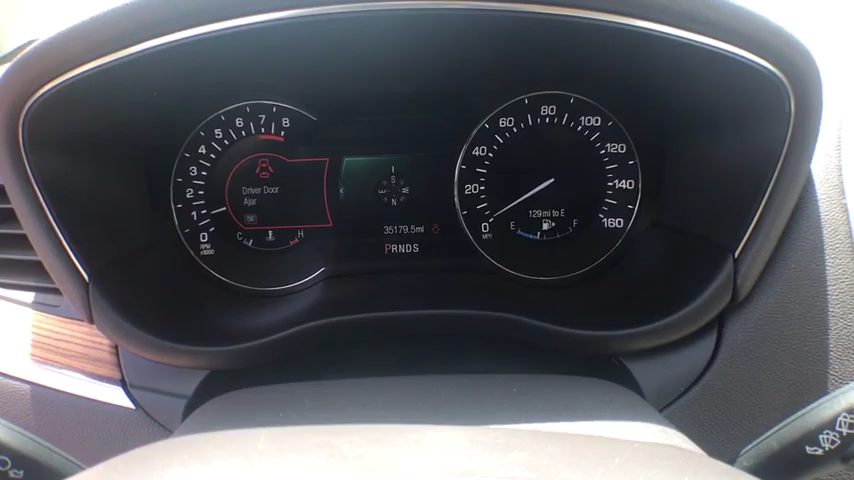 0
1
2
3
4
5
6
7
8
RPM
x1000
Driver Door
Ajar
OK
C
H
S
E
W
N
35179.5mi
PRNDS
0
20
40
60
80
100
120
140
160
MPH
129 mi to E
E
F